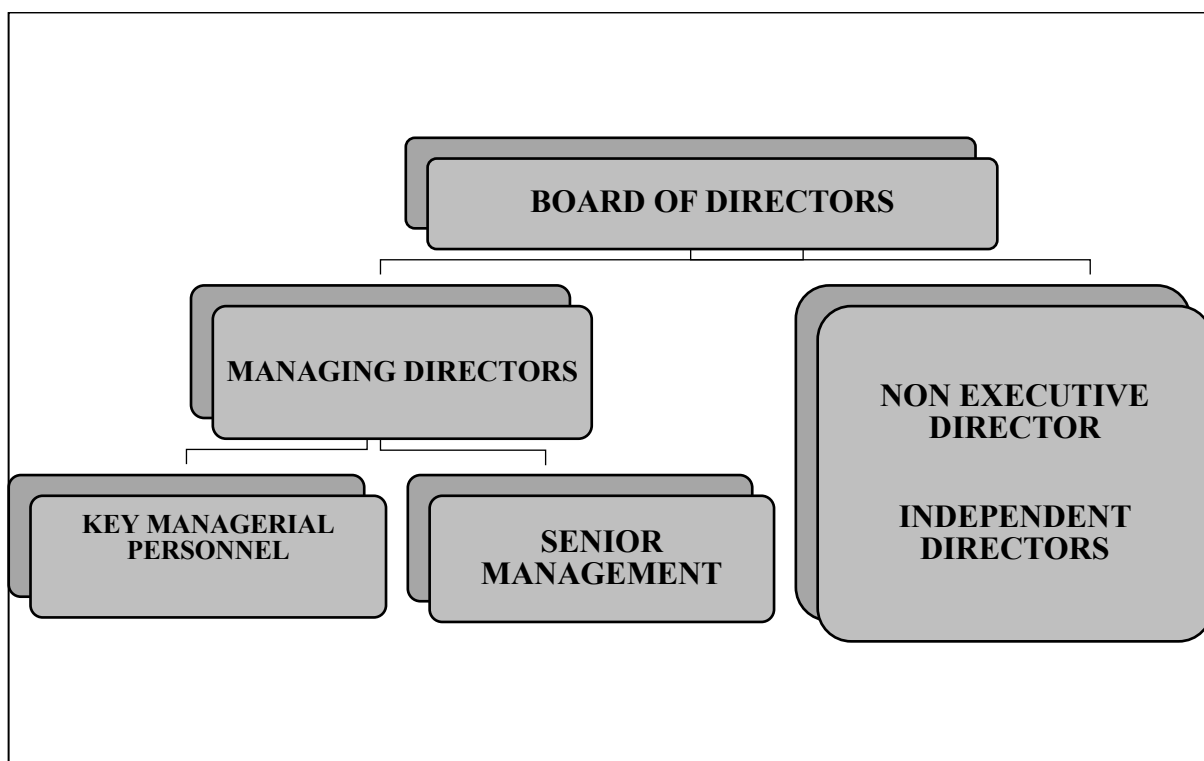 BOARD OF DIRECTORS
MANAGING DIRECTORS
NON EXECUTIVE
DIRECTOR
INDEPENDENT
DIRECTORS
KEY MANAGERIAL
PERSONNEL
SENIOR
MANAGEMENT